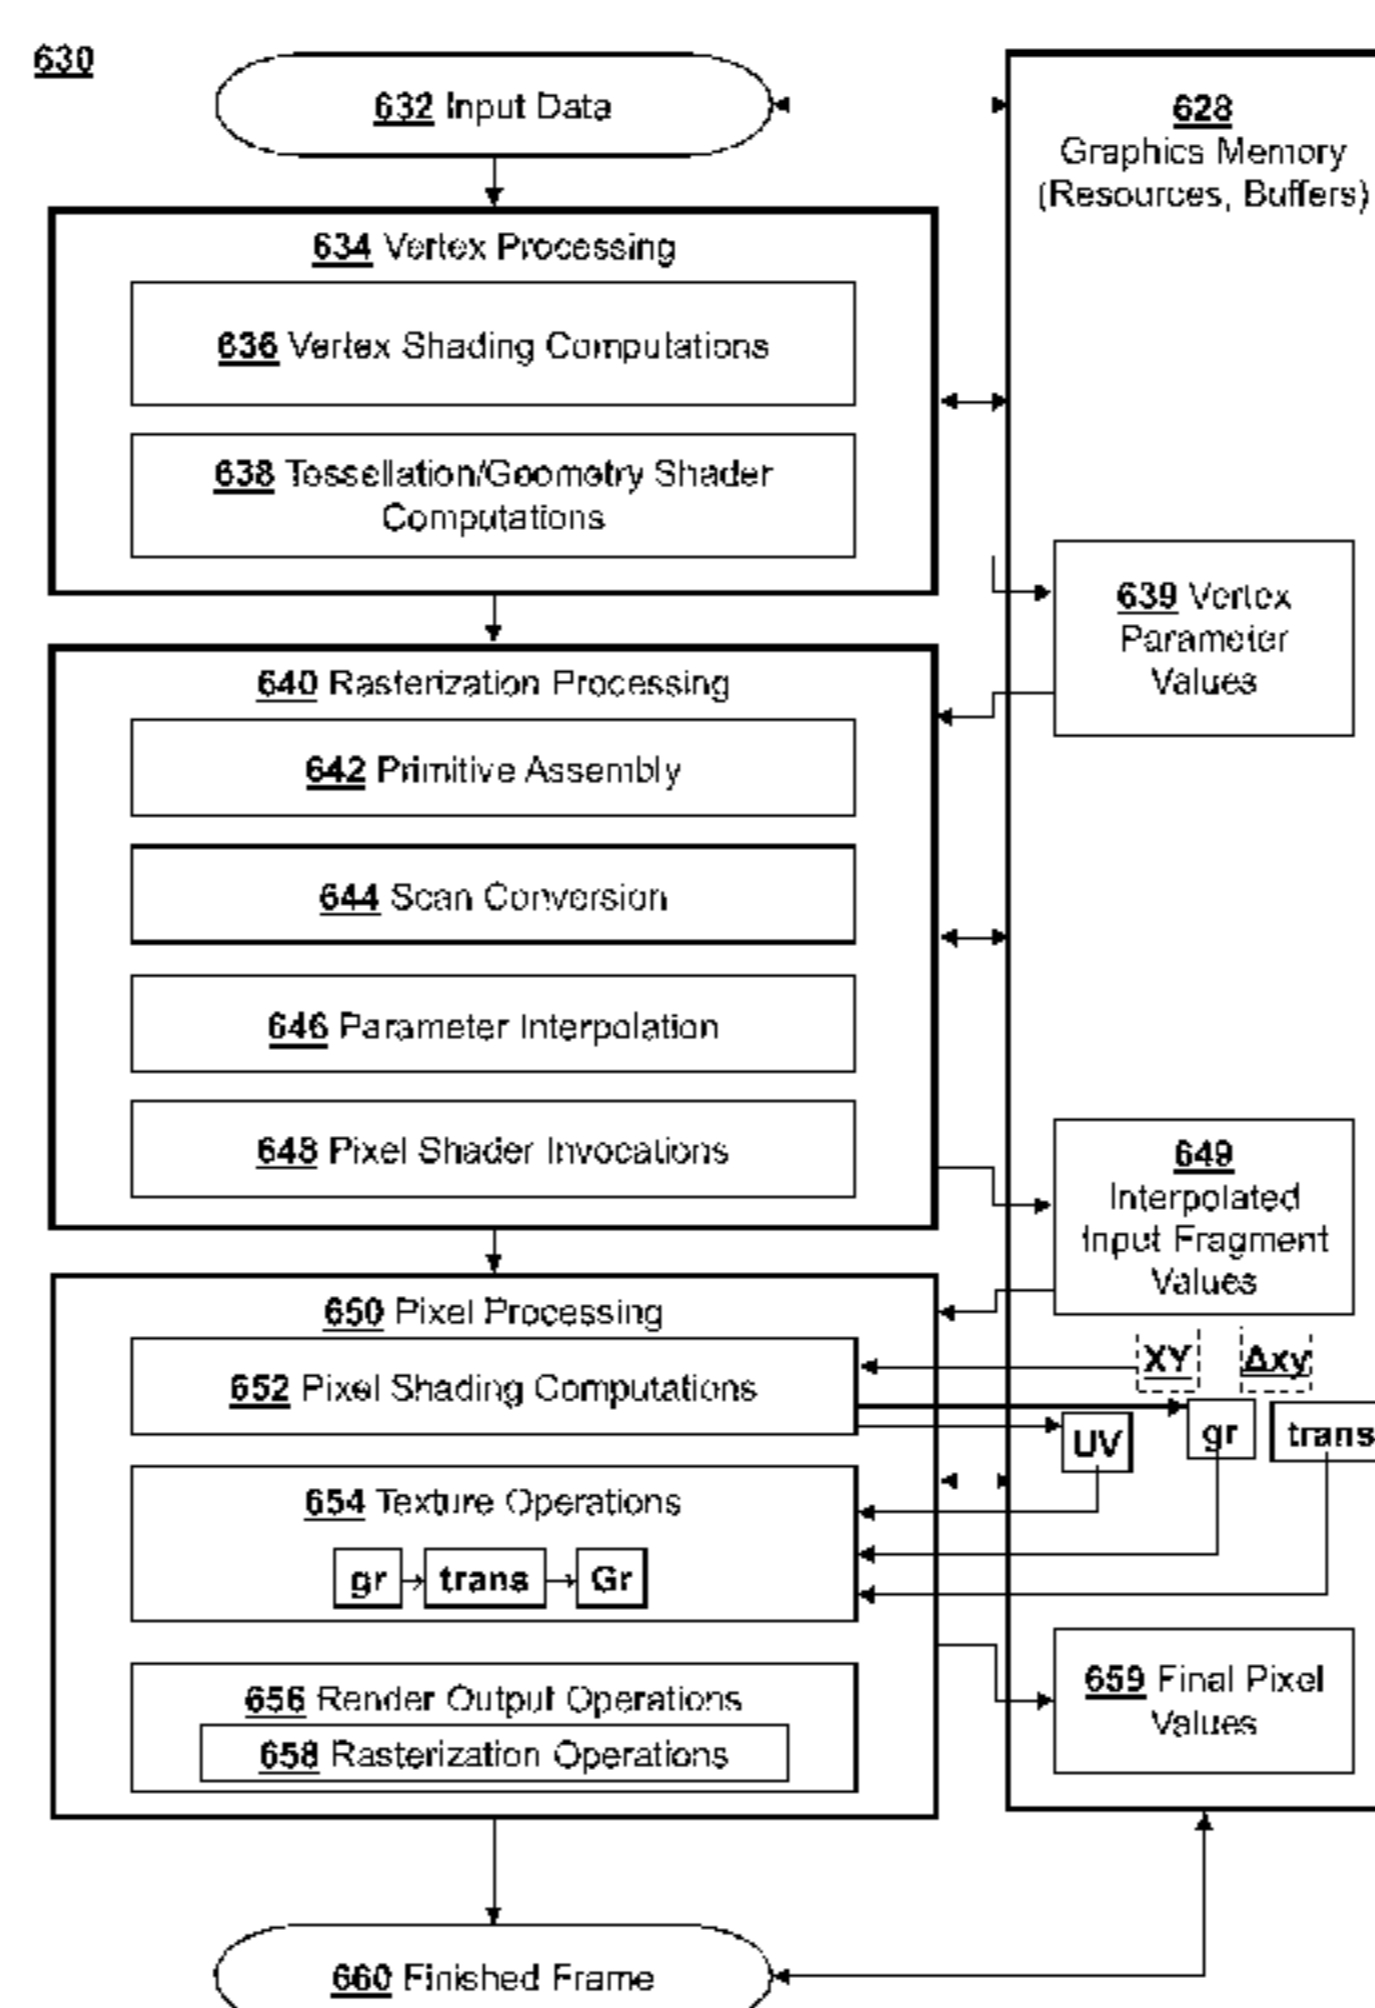 630
632 Input Data
634 Vertex Processing
636 Vertex Shading Computations
638 Tessellation/Geometry Shader
Computations
640 Rasterization Processing
642 Primitive Assembly
644 Scan Conversion
646 Parameter Interpolation
648 Pixel Shader Invocations
650 Pixel Processing
652 Pixel Shading Computations
654 Texture Operations
gr trans Gr
656 Render Output Operations
658 Rasterization Operations
660 Finished Frame
628
Graphics Memory
(Resources, Buffers)
639 Vertex
Parameter
Values
649
Interpolated
Input Fragment
Values
XY Δxy
UV gr trans
659 Final Pixel
Values